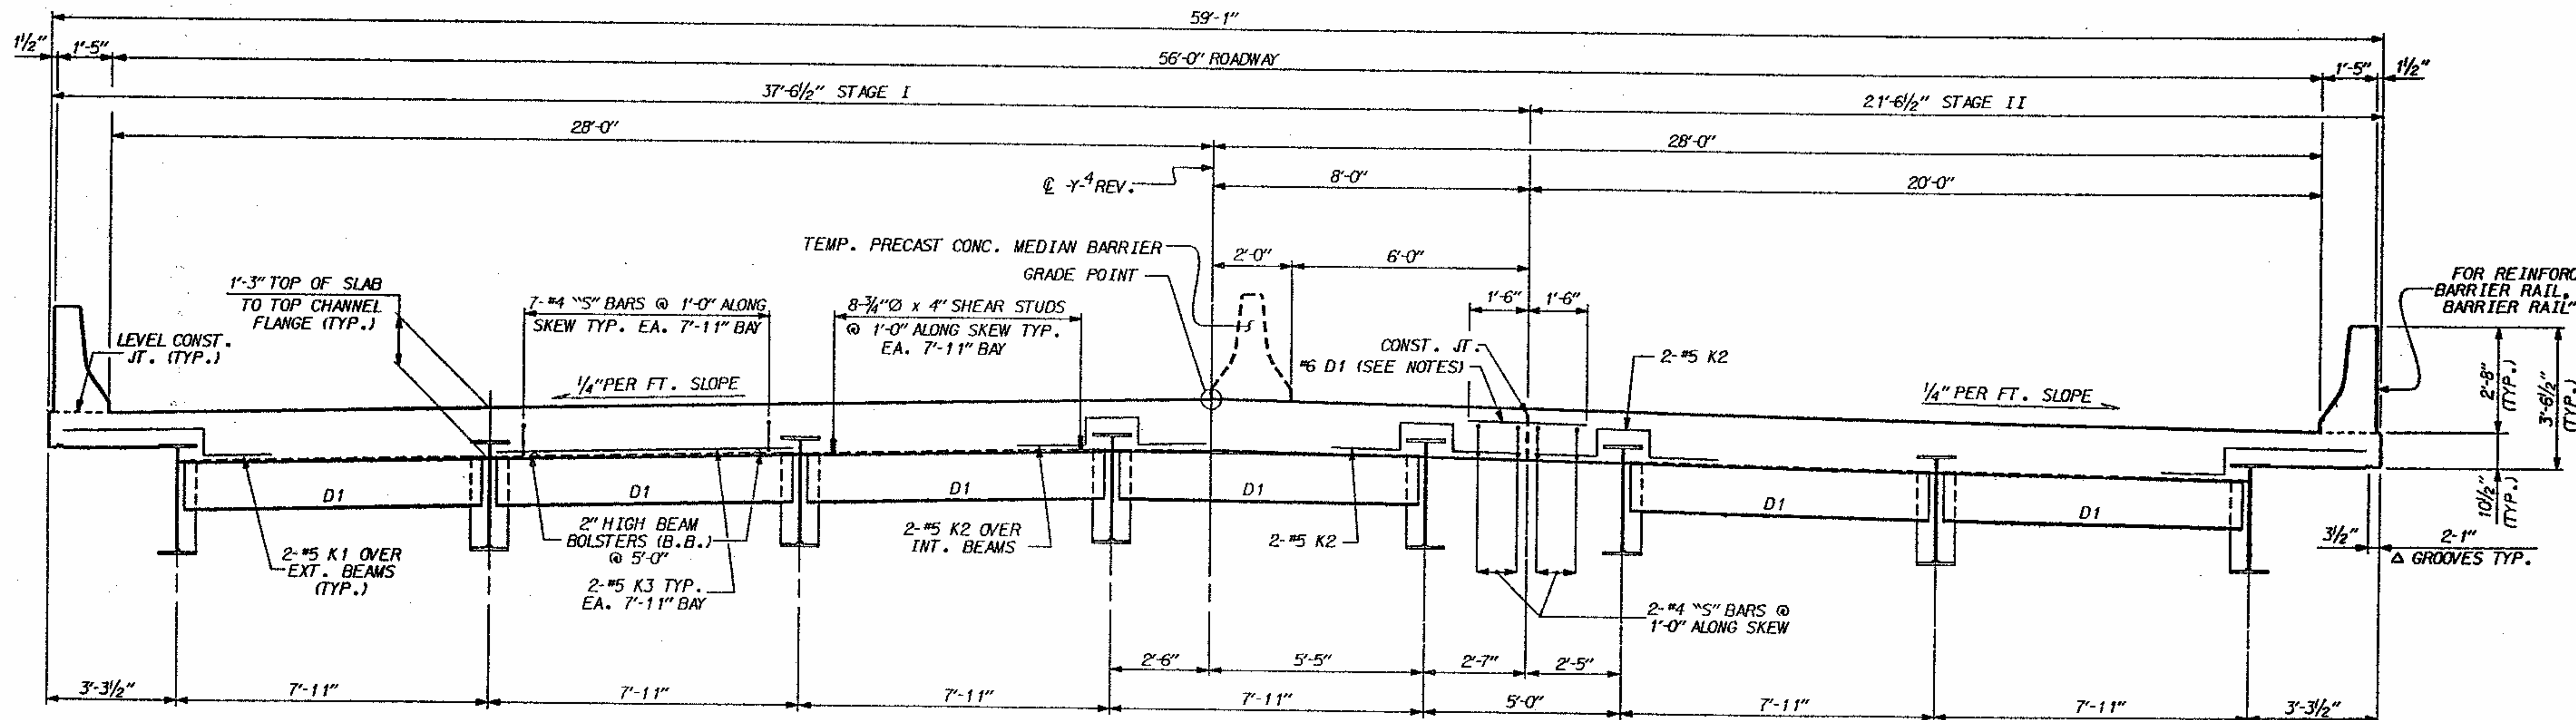 59'-1"
1½" 1'-5" 56'-0" ROADWAY 1'-5" 1½"
37'-6½" STAGE I 21'-6½" STAGE II
28'-0" 28'-0"
℄ -Y-4 REV. 8'-0" 20'-0"
TEMP. PRECAST CONC. MEDIAN BARRIER
GRADE POINT
2'-0" 6'-0"
1'-3" TOP OF SLAB
TO TOP CHANNEL
FLANGE (TYP.)
LEVEL CONST.
JT. (TYP.)
7-#4 "S" BARS @ 1'-0" ALONG
SKEW TYP. EA. 7'-11" BAY
8-¾"Ø x 4" SHEAR STUDS
@ 1'-0" ALONG SKEW TYP.
EA. 7'-11" BAY
1'-6" 1'-6"
CONST. JT.
#6 D1 (SEE NOTES)
2-#5 K2
FOR REINFORC
BARRIER RAIL,
BARRIER RAIL"
¼" PER FT. SLOPE
¼" PER FT. SLOPE
2'-8"
(TYP.)
3'-6½"
(TYP.)
10½"
(TYP.)
D1 D1 D1 D1 D1 D1
2-#5 K1 OVER
EXT. BEAMS
(TYP.)
2" HIGH BEAM
BOLSTERS (B.B.)
@ 5'-0"
2-#5 K3 TYP.
EA. 7'-11" BAY
2-#5 K2 OVER
INT. BEAMS
2-#5 K2
2-#4 "S" BARS @
1'-0" ALONG SKEW
3½" 2-1"
Δ GROOVES TYP.
2'-6" 5'-5" 2'-7" 2'-5"
3'-3½" 7'-11" 7'-11" 7'-11" 7'-11" 5'-0" 7'-11" 7'-11" 3'-3½"